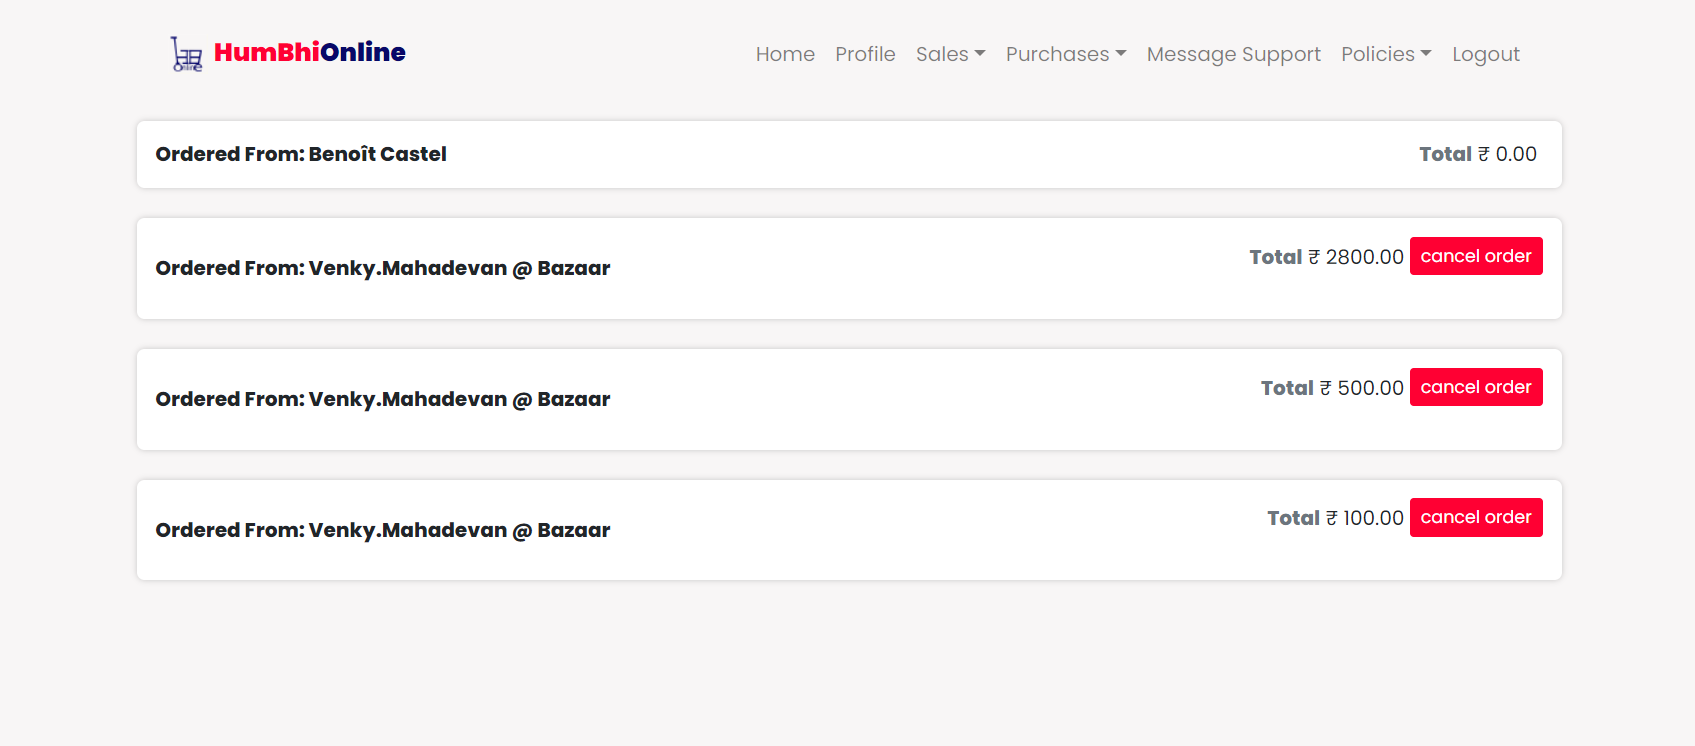 Online
HumBhiOnline
Home Profile Sales Purchases Message Support Policies Logout
Ordered From: Benoît Castel Total ₹ 0.00
Ordered From: Venky.Mahadevan @ Bazaar Total ₹ 2800.00 cancel order
Ordered From: Venky.Mahadevan @ Bazaar Total ₹ 500.00 cancel order
Ordered From: Venky.Mahadevan @ Bazaar Total ₹ 100.00 cancel order